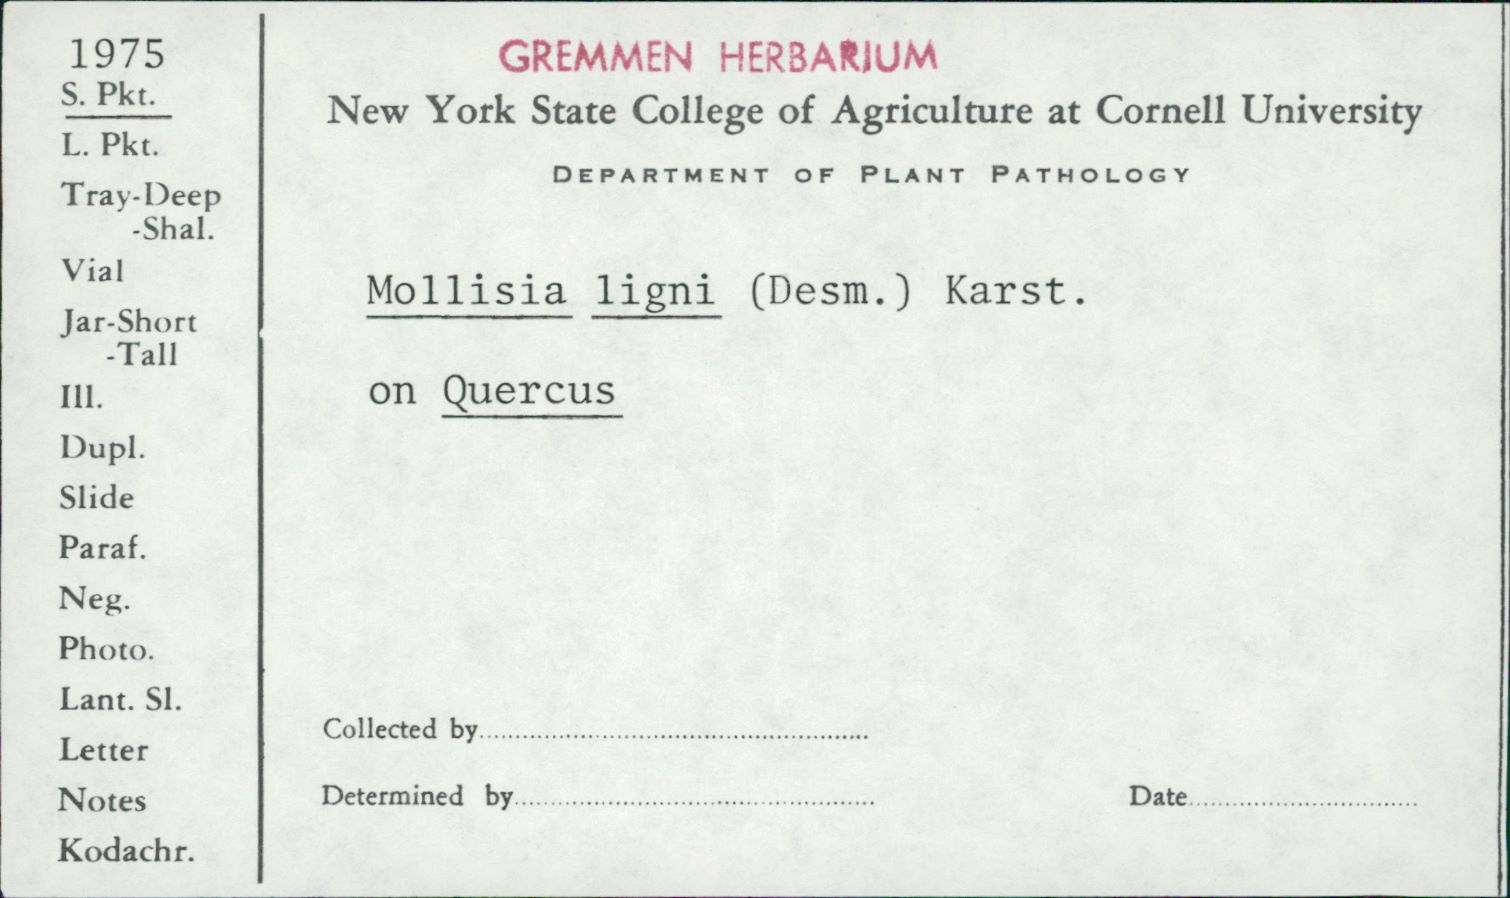 1975
S. Pkt.
L. Pkt.
Tray-Deep
-Shal.
Vial
Jar-Short
-Tall
Ill.
Dupl.
Slide
Paraf.
Neg.
Photo.
Lant. Sl.
Letter
Notes
Kodachr.
GREMMEN HERBARIUM
New York State College of Agriculture at Cornell University
DEPARTMENT OF PLANT PATHOLOGY
Mollisia ligni (Desm.) Karst.
on Quercus
Collected by
Determined by
Date